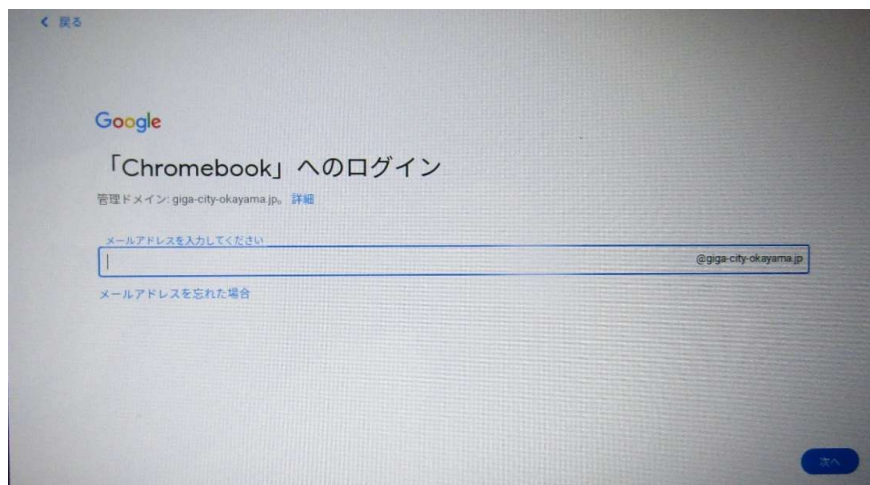 戻る
Google
「Chromebook」へのログイン
管理ドメイン: giga-city-okayama.jp。 詳細
メールアドレスを入力してください
@giga-city-okayama.jp
メールアドレスを忘れた場合
次へ